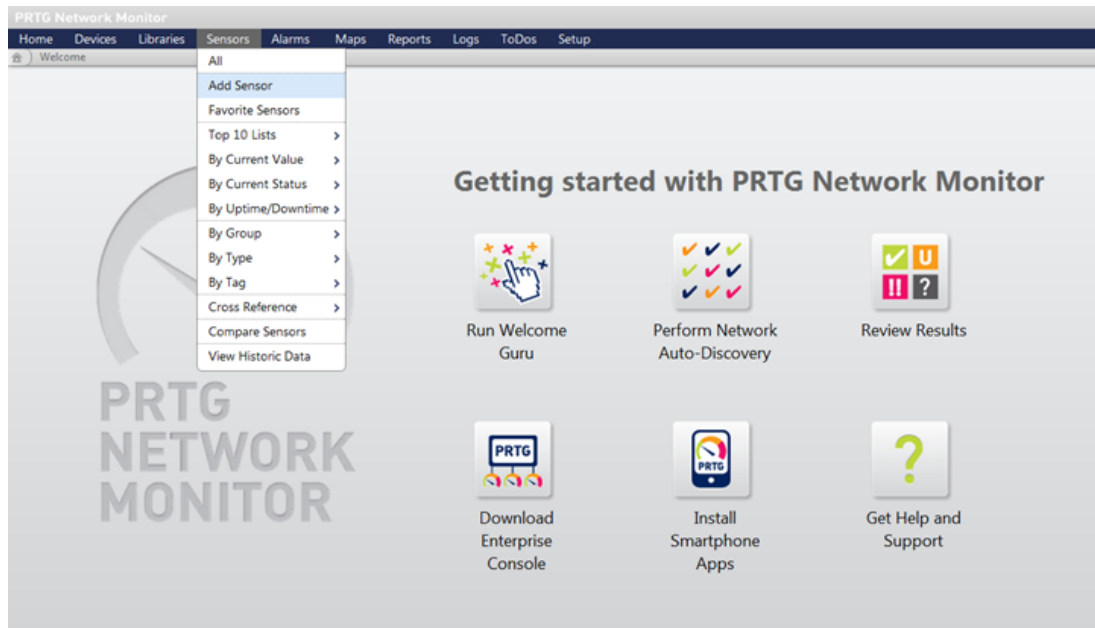 PRTG Network Monitor
Home Devices Libraries Sensors Alarms Maps Reports Logs ToDos Setup
Welcome
All
Add Sensor
Favorite Sensors
Top 10 Lists
By Current Value
By Current Status
By Uptime/Downtime
By Group
By Type
By Tag
Cross Reference
Compare Sensors
View Historic Data
PRTG
NETWORK
MONITOR
Getting started with PRTG Network Monitor
Run Welcome
Guru
Perform Network
Auto-Discovery
U
!! ?
Review Results
PRTG
Download
Enterprise
Console
PRTG
Install
Smartphone
Apps
?
Get Help and
Support